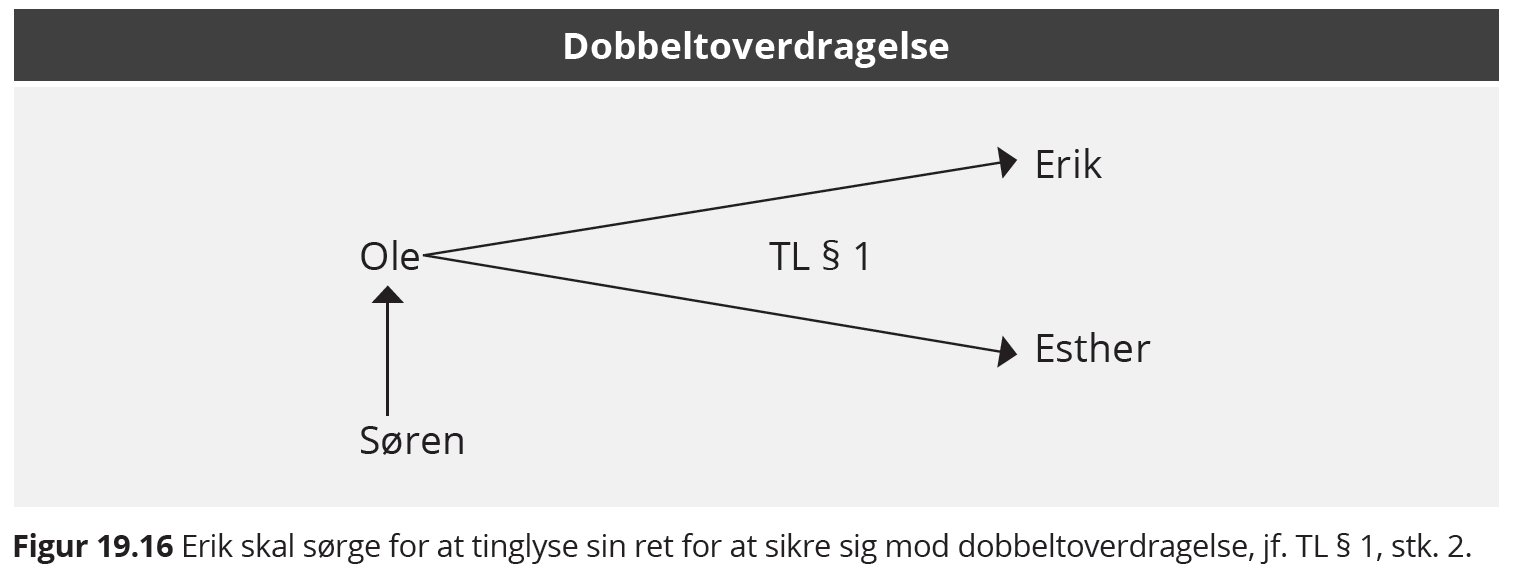 Dobbeltoverdragelse
Erik
Ole
TL § 1
Esther
Søren
Figur 19.16 Erik skal sørge for at tinglyse sin ret for at sikre sig mod dobbeltoverdragelse, jf. TL § 1, stk. 2.